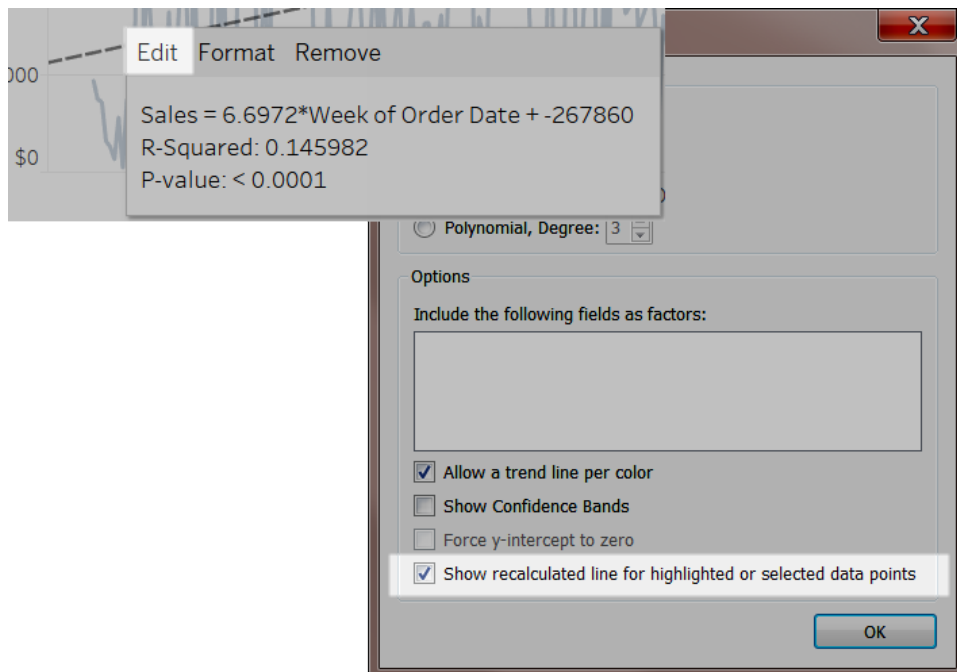 Edit Format Remove
000
Sales = 6.6972*Week of Order Date + -267860
$0
R-Squared: 0.145982
P-value: < 0.0001
Polynomial, Degree: 3
Options
Include the following fields as factors:
Allow a trend line per color
Show Confidence Bands
Force y-intercept to zero
Show recalculated line for highlighted or selected data points
OK